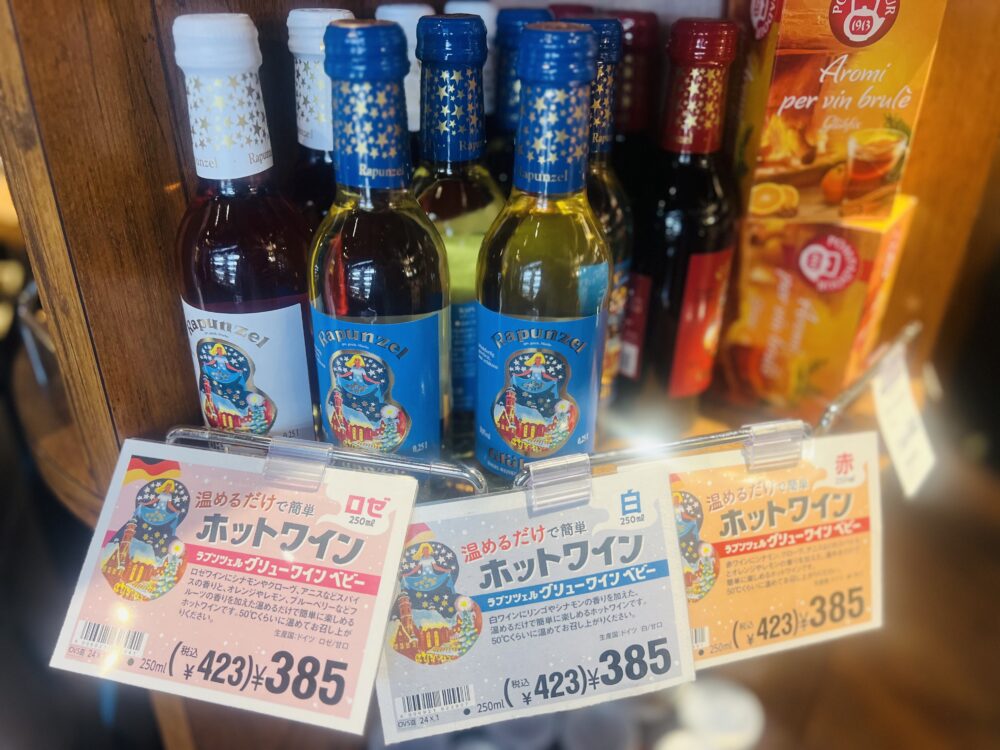 Rapunzel
Rapunzel
Rapunzel
Rapunzel
0,25 l
Rapunzel
0,25 l
Rapunzel
0,25 l
1913
Aromi
per vin brulè
Glühfix
POMPADOUR
温めるだけで簡単
ロゼ
250㎖
ホットワイン
ラプンツェル グリューワイン ベビー
ロゼワインにシナモンやクローヴ、アニスなどスパイ
スの香りと、オレンジやレモン、ブルーベリーなどフ
ルーツの香りを加えた温めるだけで簡単に楽しめる
ホットワインです。50℃くらいに温めてお召し上が
りください。
生産国:ドイツ ロゼ/甘口
250ml
(税込¥423)¥385
温めるだけで簡単
白
250㎖
ホットワイン
ラプンツェル グリューワイン ベビー
白ワインにリンゴやシナモンの香りを加えた、
温めるだけで簡単に楽しめるホットワインです。
50℃くらいに温めてお召し上がりください。
生産国:ドイツ 白/甘口
24×1
250ml
(税込¥423)¥385
温めるだけで簡単
赤
250㎖
ホットワイン
ラプンツェル グリューワイン ベビー
(税込¥423)¥385